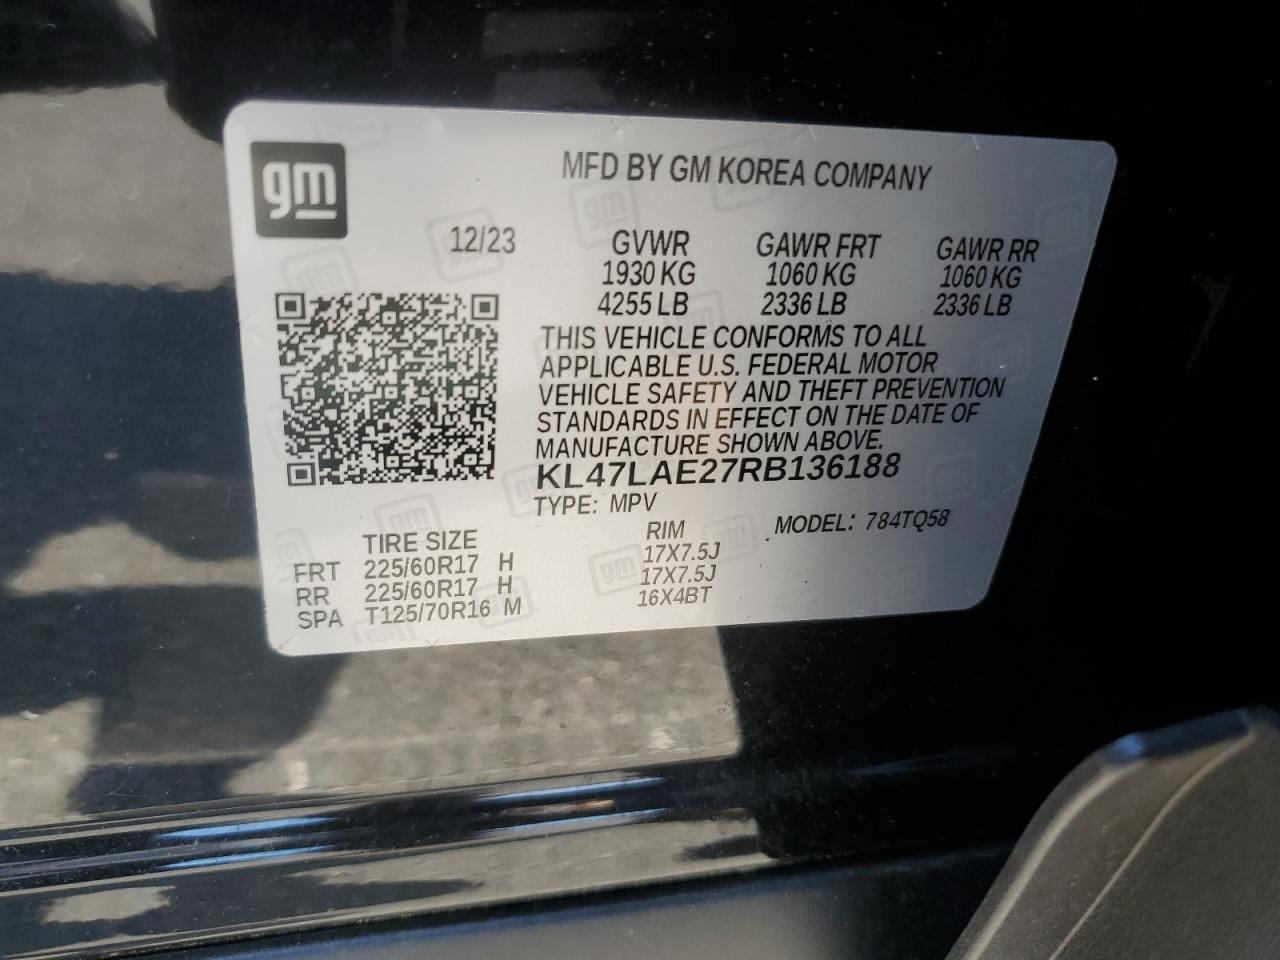 gm
MFD BY GM KOREA COMPANY
12/23 GVWR GAWR FRT GAWR RR
1930 KG 1060 KG 1060 KG
4255 LB 2336 LB 2336 LB
THIS VEHICLE CONFORMS TO ALL
APPLICABLE U.S. FEDERAL MOTOR
VEHICLE SAFETY AND THEFT PREVENTION
STANDARDS IN EFFECT ON THE DATE OF
MANUFACTURE SHOWN ABOVE.
KL47LAE27RB136188
TYPE: MPV MODEL: 784TQ58
TIRE SIZE RIM
FRT 225/60R17 H 17X7.5J
RR 225/60R17 H 17X7.5J
SPA T125/70R16 M 16X4BT